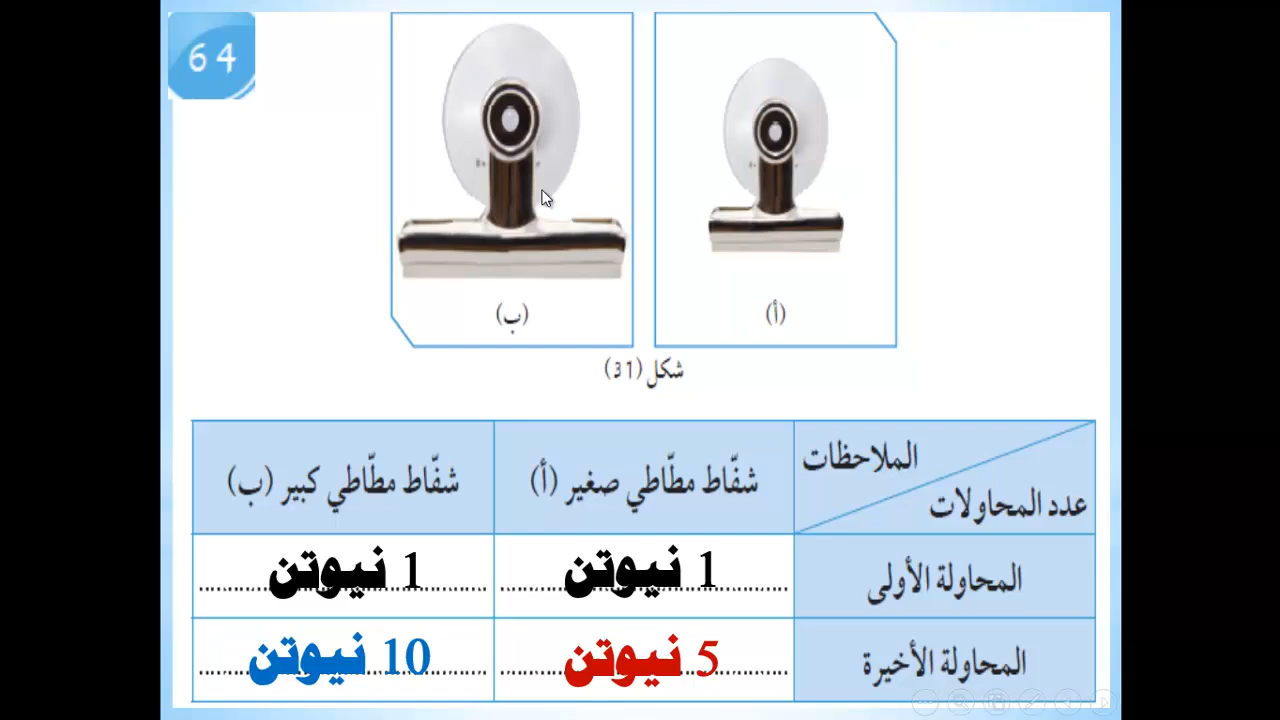 64
(أ)
(ب)
شكل (31)
الملاحظات
عدد المحاولات
شفّاط مطّاطي صغير (أ)
شفّاط مطّاطي كبير (ب)
المحاولة الأولى
1 نيوتن
1 نيوتن
المحاولة الأخيرة
5 نيوتن
10 نيوتن